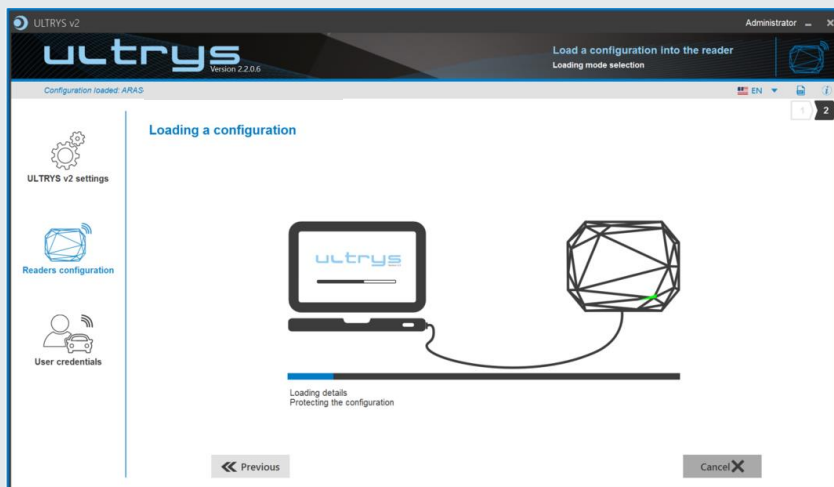 ULTRYS v2
Administrator
ultrys
Version 2.2.0.6
Load a configuration into the reader
Loading mode selection
Configuration loaded: ARAS
EN
1
2
Loading a configuration
ULTRYS v2 settings
ultrys
Readers configuration
User credentials
Loading details
Protecting the configuration
Previous
Cancel